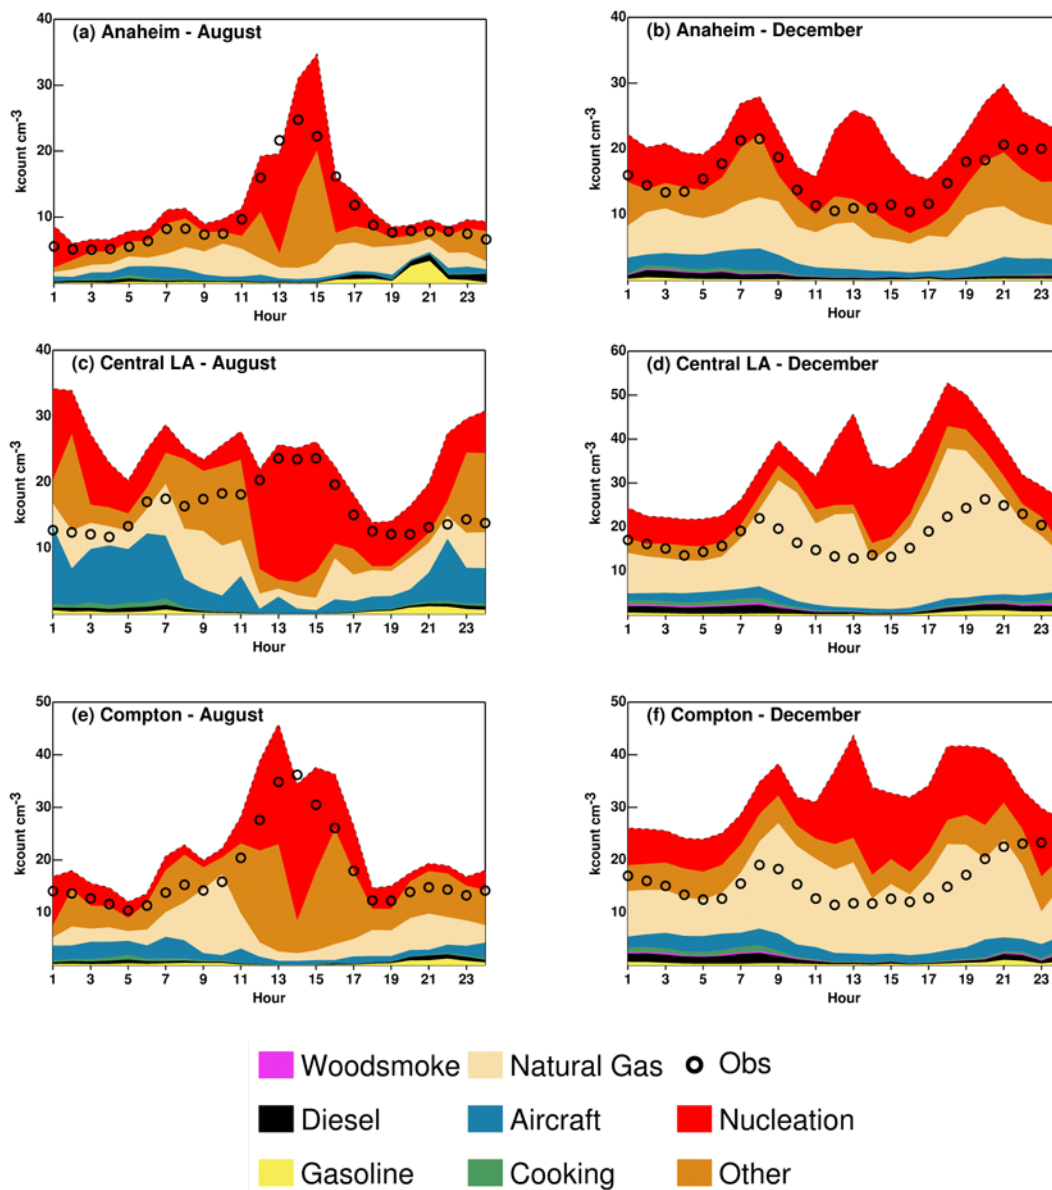 (a) Anaheim - August
40
30
20
10
kcount cm-3
1 3 5 7 9 11 13 15 17 19 21 23
Hour
(b) Anaheim - December
40
30
20
10
kcount cm-3
1 3 5 7 9 11 13 15 17 19 21 23
Hour
(c) Central LA - August
40
30
20
10
kcount cm-3
1 3 5 7 9 11 13 15 17 19 21 23
Hour
(d) Central LA - December
60
50
40
30
20
10
kcount cm-3
1 3 5 7 9 11 13 15 17 19 21 23
Hour
(e) Compton - August
50
40
30
20
10
kcount cm-3
1 3 5 7 9 11 13 15 17 19 21 23
Hour
(f) Compton - December
50
40
30
20
10
kcount cm-3
1 3 5 7 9 11 13 15 17 19 21 23
Hour
Woodsmoke Natural Gas Obs
Diesel Aircraft Nucleation
Gasoline Cooking Other